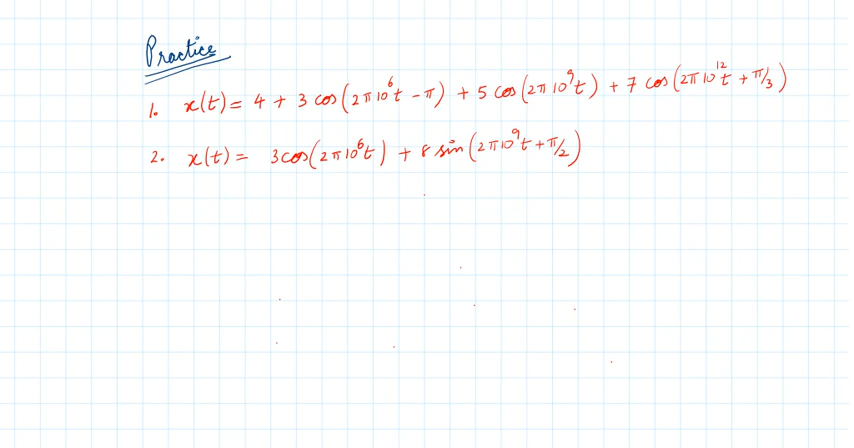 Practice
1. x(t) = 4 + 3 cos(2π10⁶t - π) + 5 cos(2π10⁹t) + 7 cos(2π10¹²t + π/3)
2. x(t) = 3cos(2π10⁶t) + 8 sin(2π10⁹t + π/2)